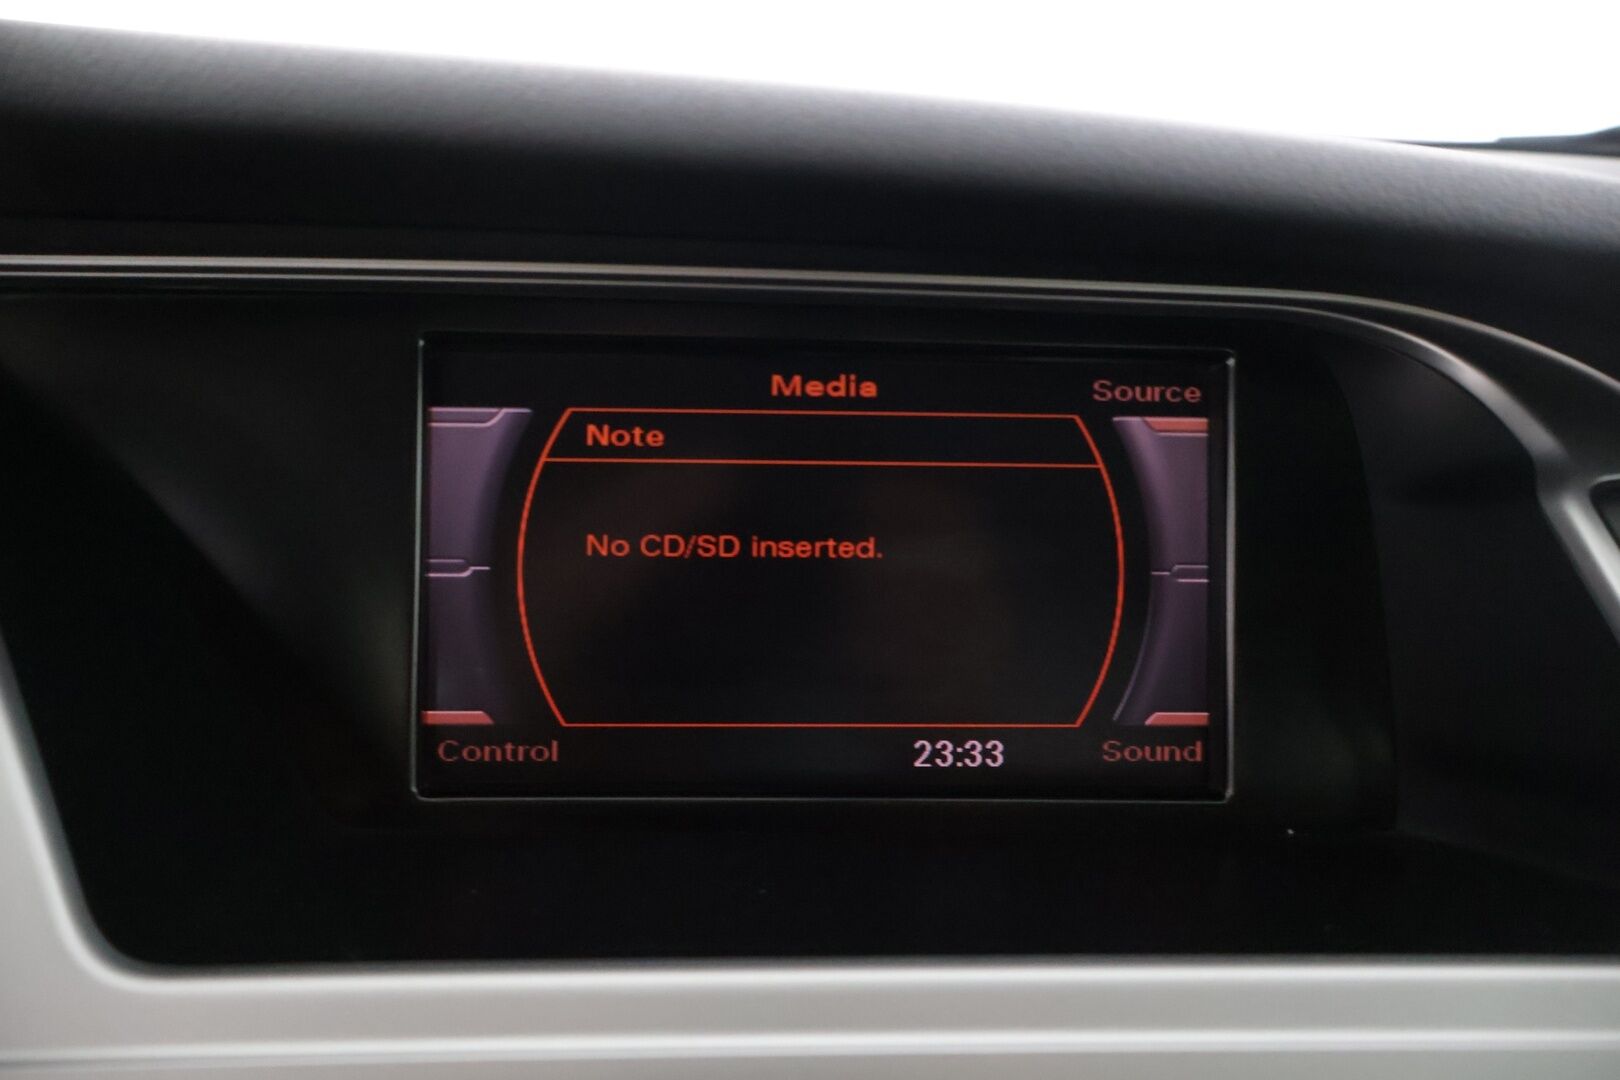 Media
Source
Note
No CD/SD inserted.
Control
23:33
Sound